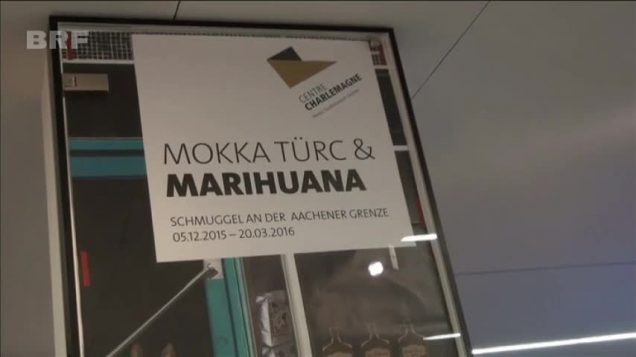 BRF
CENTRE
CHARLEMAGNE
MOKKA TÜRC &
MARIHUANA
SCHMUGGEL AN DER AACHENER GRENZE
05.12.2015 – 20.03.2016